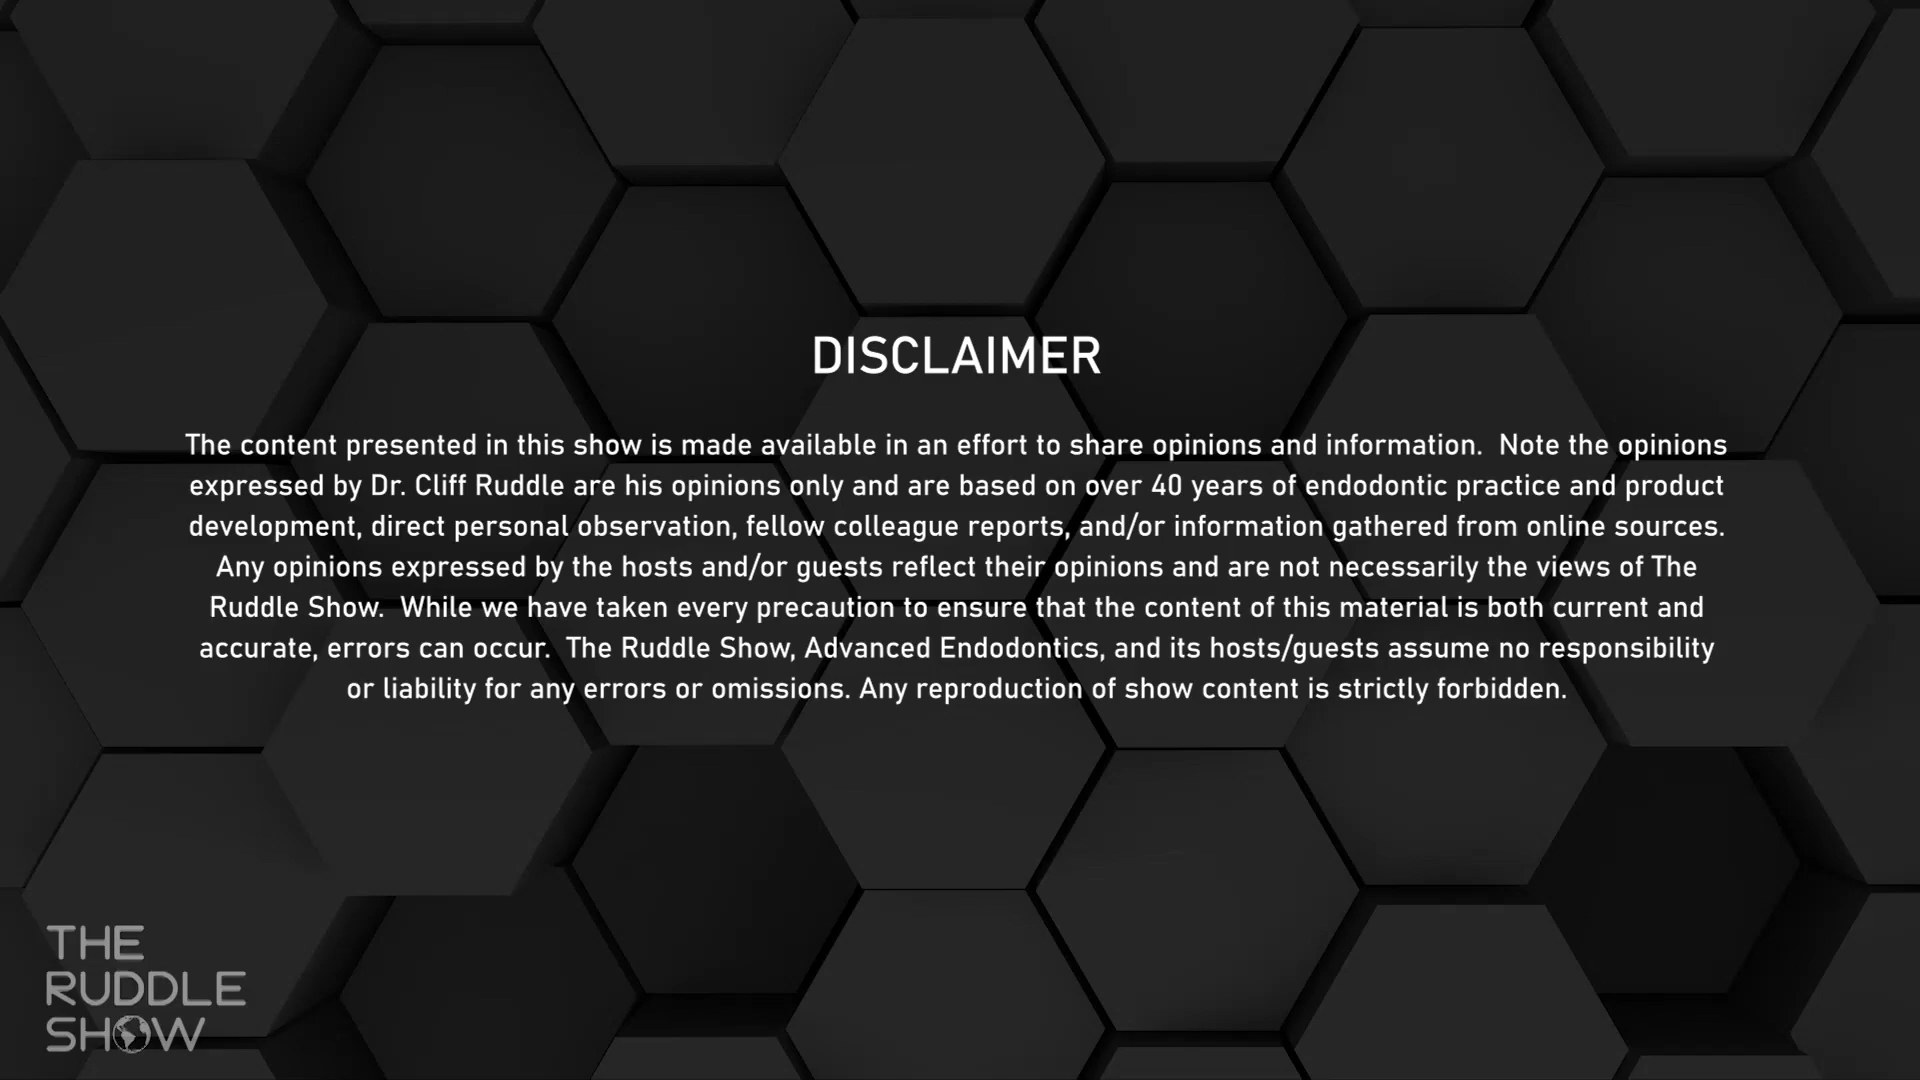 DISCLAIMER
The content presented in this show is made available in an effort to share opinions and information.  Note the opinions
expressed by Dr. Cliff Ruddle are his opinions only and are based on over 40 years of endodontic practice and product
development, direct personal observation, fellow colleague reports, and/or information gathered from online sources.
Any opinions expressed by the hosts and/or guests reflect their opinions and are not necessarily the views of The
Ruddle Show.  While we have taken every precaution to ensure that the content of this material is both current and
accurate, errors can occur.  The Ruddle Show, Advanced Endodontics, and its hosts/guests assume no responsibility
or liability for any errors or omissions. Any reproduction of show content is strictly forbidden.
THE
RUDDLE
SHOW